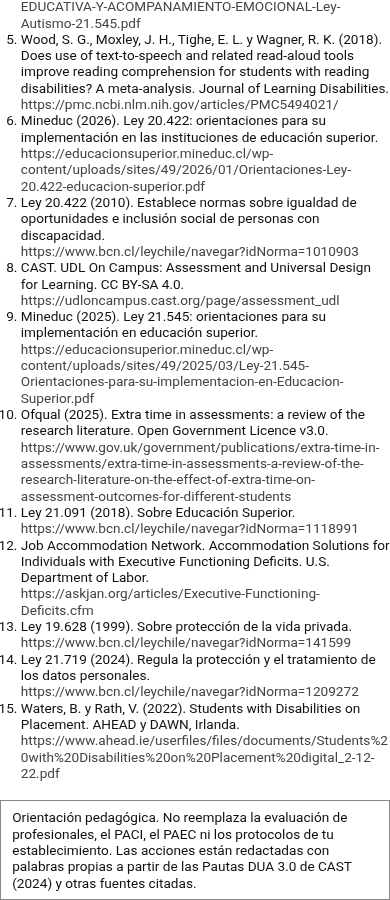 EDUCATIVA-Y-ACOMPANAMIENTO-EMOCIONAL-Ley-
Autismo-21.545.pdf
5. Wood, S. G., Moxley, J. H., Tighe, E. L. y Wagner, R. K. (2018).
Does use of text-to-speech and related read-aloud tools
improve reading comprehension for students with reading
disabilities? A meta-analysis. Journal of Learning Disabilities.
https://pmc.ncbi.nlm.nih.gov/articles/PMC5494021/
6. Mineduc (2026). Ley 20.422: orientaciones para su
implementación en las instituciones de educación superior.
https://educacionsuperior.mineduc.cl/wp-
content/uploads/sites/49/2026/01/Orientaciones-Ley-
20.422-educacion-superior.pdf
7. Ley 20.422 (2010). Establece normas sobre igualdad de
oportunidades e inclusión social de personas con
discapacidad.
https://www.bcn.cl/leychile/navegar?idNorma=1010903
8. CAST. UDL On Campus: Assessment and Universal Design
for Learning. CC BY-SA 4.0.
https://udloncampus.cast.org/page/assessment_udl
9. Mineduc (2025). Ley 21.545: orientaciones para su
implementación en educación superior.
https://educacionsuperior.mineduc.cl/wp-
content/uploads/sites/49/2025/03/Ley-21.545-
Orientaciones-para-su-implementacion-en-Educacion-
Superior.pdf
10. Ofqual (2025). Extra time in assessments: a review of the
research literature. Open Government Licence v3.0.
https://www.gov.uk/government/publications/extra-time-in-
assessments/extra-time-in-assessments-a-review-of-the-
research-literature-on-the-effect-of-extra-time-on-
assessment-outcomes-for-different-students
11. Ley 21.091 (2018). Sobre Educación Superior.
https://www.bcn.cl/leychile/navegar?idNorma=1118991
12. Job Accommodation Network. Accommodation Solutions for
Individuals with Executive Functioning Deficits. U.S.
Department of Labor.
https://askjan.org/articles/Executive-Functioning-
Deficits.cfm
13. Ley 19.628 (1999). Sobre protección de la vida privada.
https://www.bcn.cl/leychile/navegar?idNorma=141599
14. Ley 21.719 (2024). Regula la protección y el tratamiento de
los datos personales.
https://www.bcn.cl/leychile/navegar?idNorma=1209272
15. Waters, B. y Rath, V. (2022). Students with Disabilities on
Placement. AHEAD y DAWN, Irlanda.
https://www.ahead.ie/userfiles/files/documents/Students%2
0with%20Disabilities%20on%20Placement%20digital_2-12-
22.pdf
Orientación pedagógica. No reemplaza la evaluación de
profesionales, el PACI, el PAEC ni los protocolos de tu
establecimiento. Las acciones están redactadas con
palabras propias a partir de las Pautas DUA 3.0 de CAST
(2024) y otras fuentes citadas.